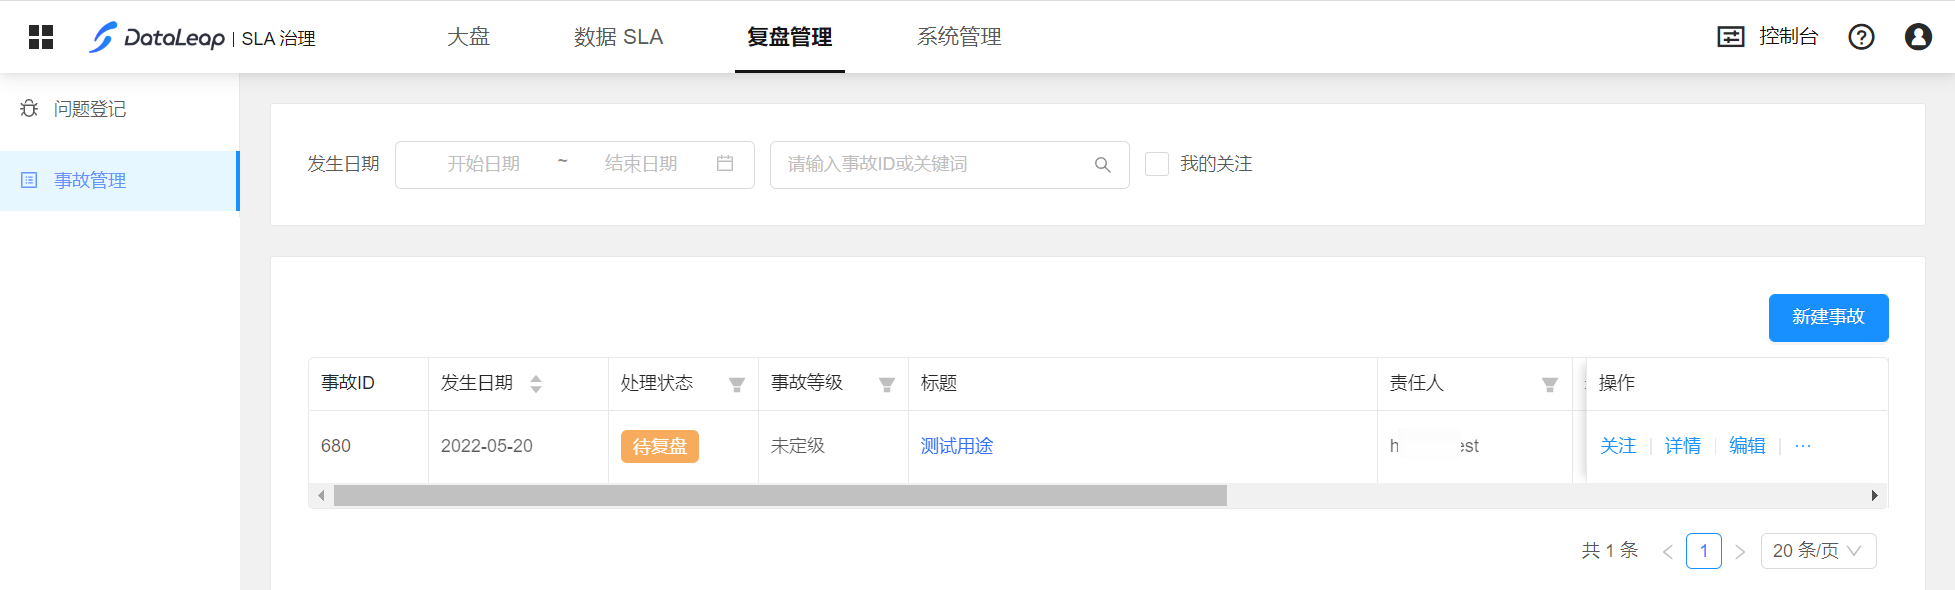 DataLeap | SLA 治理 大盘 数据 SLA 复盘管理 系统管理 控制台
问题登记
事故管理
发生日期 开始日期 ~ 结束日期 请输入事故ID或关键词 我的关注
新建事故
事故ID 发生日期 处理状态 事故等级 标题 责任人 操作
680 2022-05-20 待复盘 未定级 测试用途 h est 关注 详情 编辑 ···
共 1 条 < 1 > 20 条/页